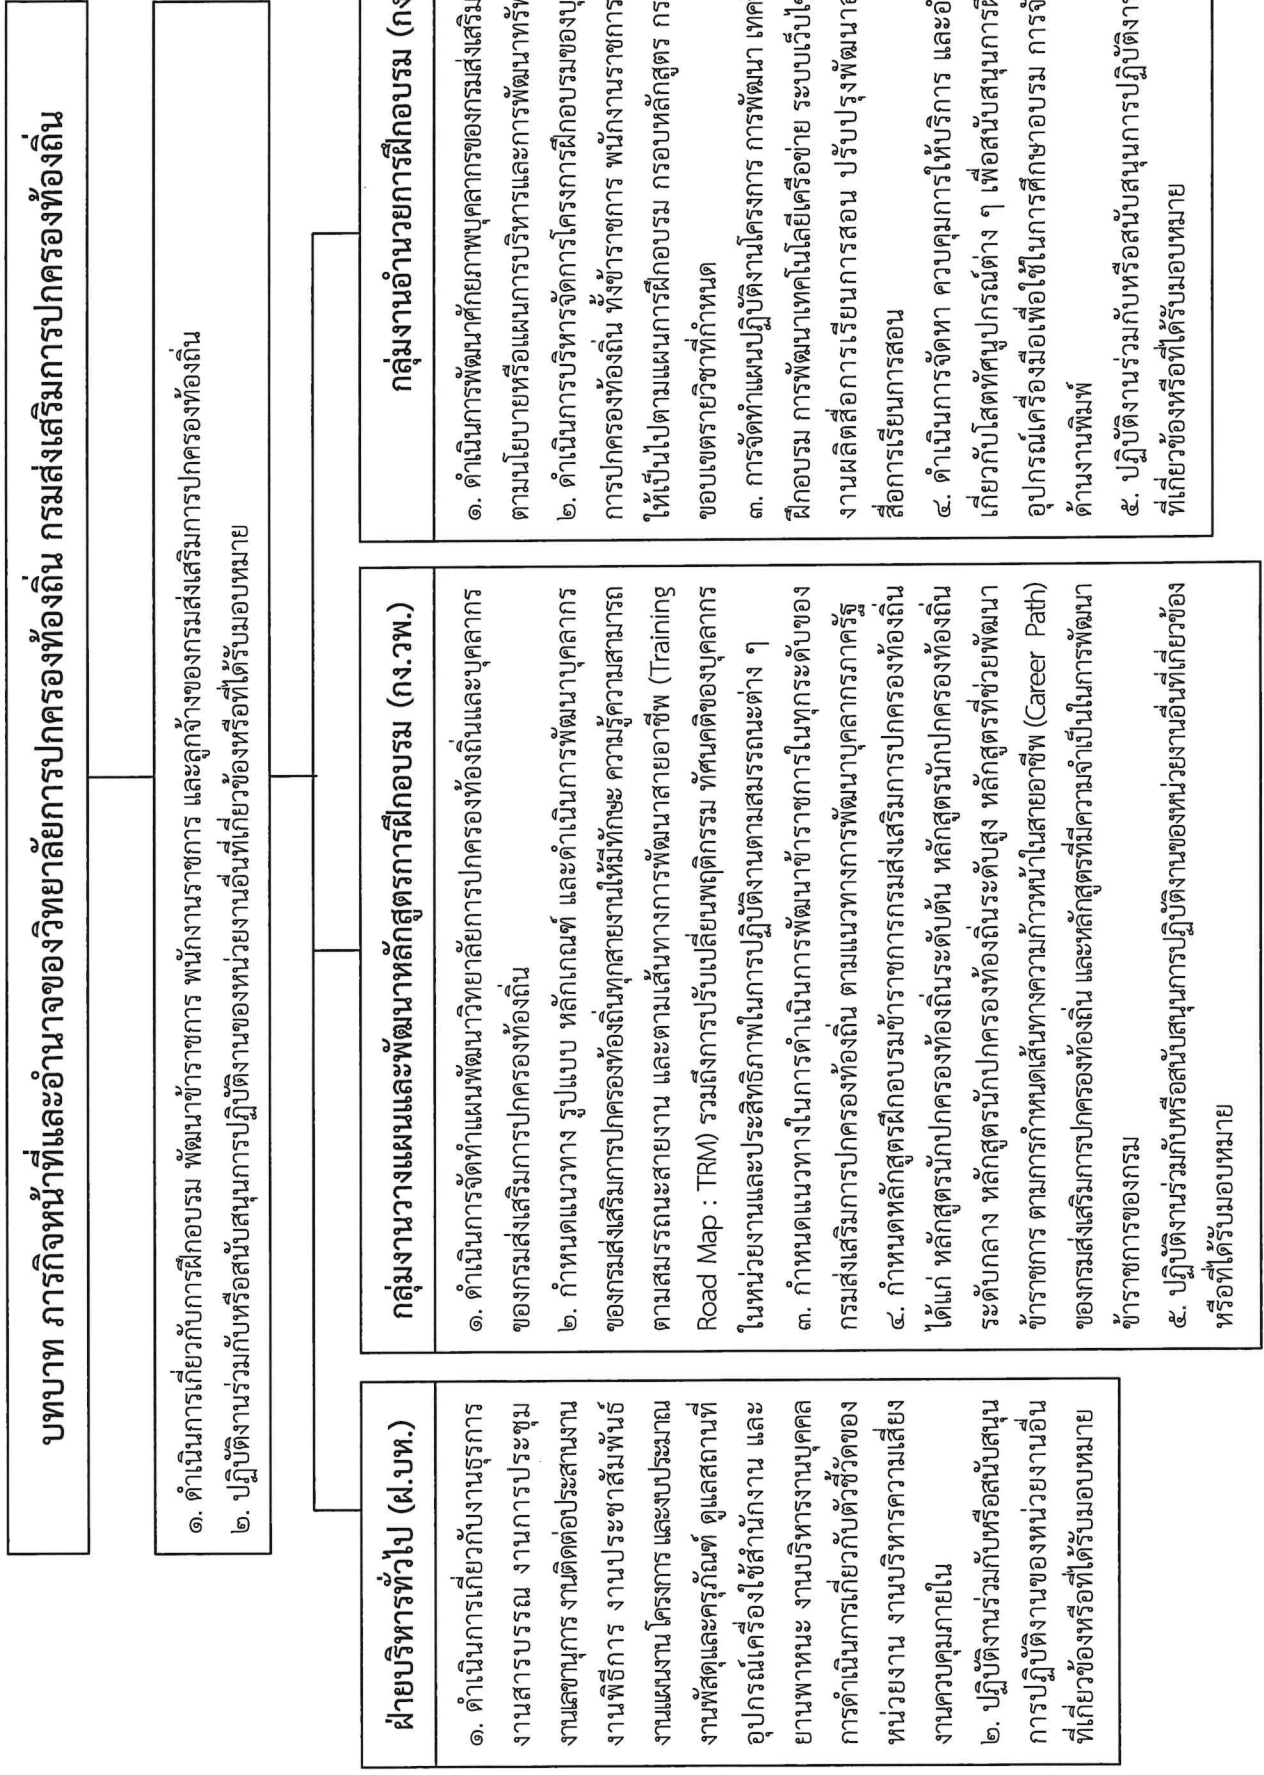 บทบาท ภารกิจหน้าที่และอำนาจของวิทยาลัยการปกครองท้องถิ่น กรมส่งเสริมการปกครองท้องถิ่น
๑. ดำเนินการเกี่ยวกับการฝึกอบรม พัฒนาข้าราชการ พนักงานราชการ และลูกจ้างของกรมส่งเสริมการปกครองท้องถิ่น
๒. ปฏิบัติงานร่วมกับหรือสนับสนุนการปฏิบัติงานของหน่วยงานอื่นที่เกี่ยวข้องหรือที่ได้รับมอบหมาย
ฝ่ายบริหารทั่วไป (ฝ.บท.)
๑. ดำเนินการเกี่ยวกับงานธุรการ
งานสารบรรณ งานการประชุม
งานเลขานุการ งานติดต่อประสานงาน
งานพิธีการ งานประชาสัมพันธ์
งานแผนงาน โครงการ และงบประมาณ
งานพัสดุและครุภัณฑ์ ดูแลสถานที่
อุปกรณ์เครื่องใช้สำนักงาน และ
ยานพาหนะ งานบริหารงานบุคคล
การดำเนินการเกี่ยวกับตัวชี้วัดของ
หน่วยงาน งานบริหารความเสี่ยง
งานควบคุมภายใน
๒. ปฏิบัติงานร่วมกับหรือสนับสนุน
การปฏิบัติงานของหน่วยงานอื่น
ที่เกี่ยวข้องหรือที่ได้รับมอบหมาย
กลุ่มงานวางแผนและพัฒนาหลักสูตรการฝึกอบรม (กง.วพ.)
๑. ดำเนินการจัดทำแผนพัฒนาวิทยาลัยการปกครองท้องถิ่นและบุคลากร
ของกรมส่งเสริมการปกครองท้องถิ่น
๒. กำหนดแนวทาง รูปแบบ หลักเกณฑ์ และดำเนินการพัฒนาบุคลากร
ของกรมส่งเสริมการปกครองท้องถิ่นทุกสายงานให้มีทักษะ ความรู้ความสามารถ
ตามสมรรถนะสายงาน และตามเส้นทางการพัฒนาสายอาชีพ (Training
Road Map : TRM) รวมถึงการปรับเปลี่ยนพฤติกรรม ทัศนคติของบุคลากร
ในหน่วยงานและประสิทธิภาพในการปฏิบัติงานตามสมรรถนะต่าง ๆ
๓. กำหนดแนวทางในการดำเนินการพัฒนาข้าราชการในทุกระดับของ
กรมส่งเสริมการปกครองท้องถิ่น ตามแนวทางการพัฒนาบุคลากรภาครัฐ
๔. กำหนดหลักสูตรฝึกอบรมข้าราชการกรมส่งเสริมการปกครองท้องถิ่น
ได้แก่ หลักสูตรนักปกครองท้องถิ่นระดับต้น หลักสูตรนักปกครองท้องถิ่น
ระดับกลาง หลักสูตรนักปกครองท้องถิ่นระดับสูง หลักสูตรที่ช่วยพัฒนา
ข้าราชการ ตามการกำหนดเส้นทางความก้าวหน้าในสายอาชีพ (Career Path)
ของกรมส่งเสริมการปกครองท้องถิ่น และหลักสูตรที่มีความจำเป็นในการพัฒนา
ข้าราชการของกรม
๕. ปฏิบัติงานร่วมกับหรือสนับสนุนการปฏิบัติงานของหน่วยงานอื่นที่เกี่ยวข้อง
หรือที่ได้รับมอบหมาย
กลุ่มงานอำนวยการฝึกอบรม (กง
๑. ดำเนินการพัฒนาศักยภาพบุคลากรของกรมส่งเสริม
ตามนโยบายหรือแผนการบริหารและการพัฒนาทรัพ
๒. ดำเนินการบริหารจัดการโครงการฝึกอบรมของบุ
การปกครองท้องถิ่น ทั้งข้าราชการ พนักงานราชการ
ให้เป็นไปตามแผนการฝึกอบรม กรอบหลักสูตร กร
ขอบเขตรายวิชาที่กำหนด
๓. การจัดทำแผนปฏิบัติงานโครงการ การพัฒนา เทค
ฝึกอบรม การพัฒนาเทคโนโลยีเครือข่าย ระบบเว็บไซ
งานผลิตสื่อการเรียนการสอน ปรับปรุงพัฒนา
สื่อการเรียนการสอน
๔. ดำเนินการจัดหา ควบคุมการให้บริการ และ
เกี่ยวกับโสตทัศนูปกรณ์ต่าง ๆ เพื่อสนับสนุนการฝึ
อุปกรณ์เครื่องมือเพื่อใช้ในการศึกษาอบรม การจั
ด้านงานพิมพ์
๕. ปฏิบัติงานร่วมกับหรือสนับสนุนการปฏิบัติงาน
ที่เกี่ยวข้องหรือที่ได้รับมอบหมาย